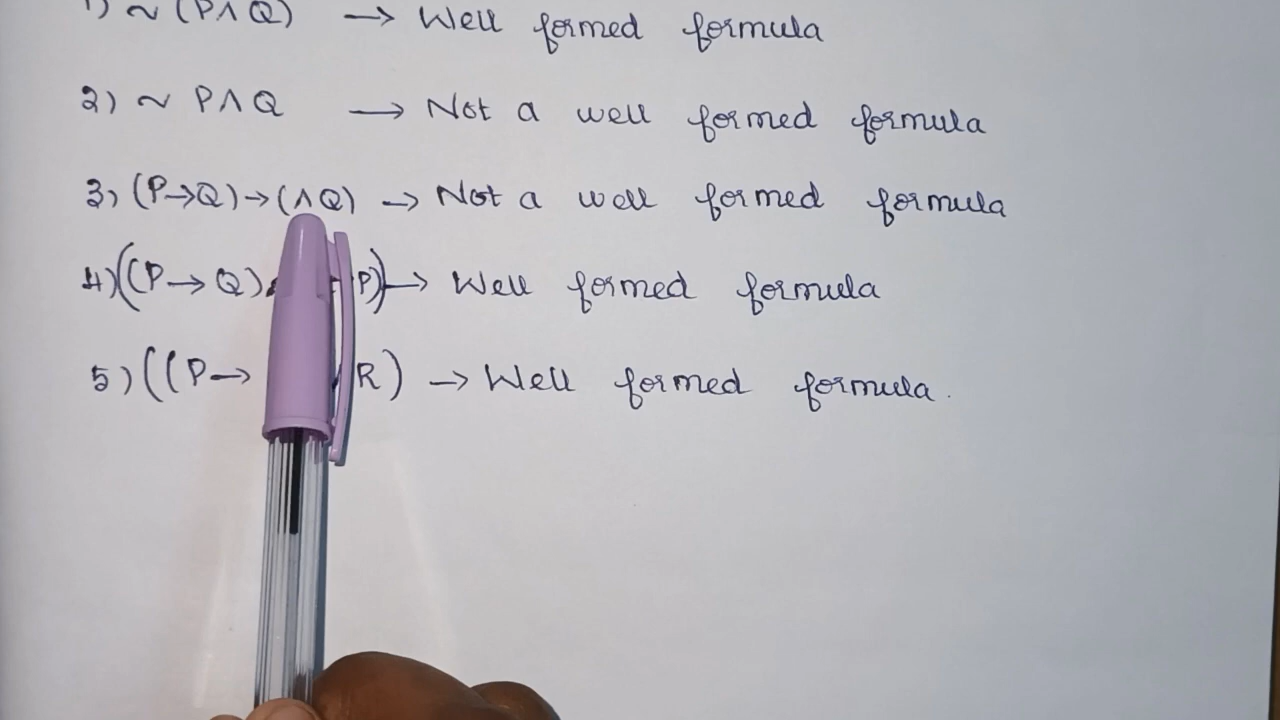 1) ~ (P∧Q) → Well formed formula
2) ~ P∧Q → Not a well formed formula
3) (P→Q)→(∧Q) → Not a well formed formula
4) ((P→Q) P) → Well formed formula
5) ((P→ R) → Well formed formula.